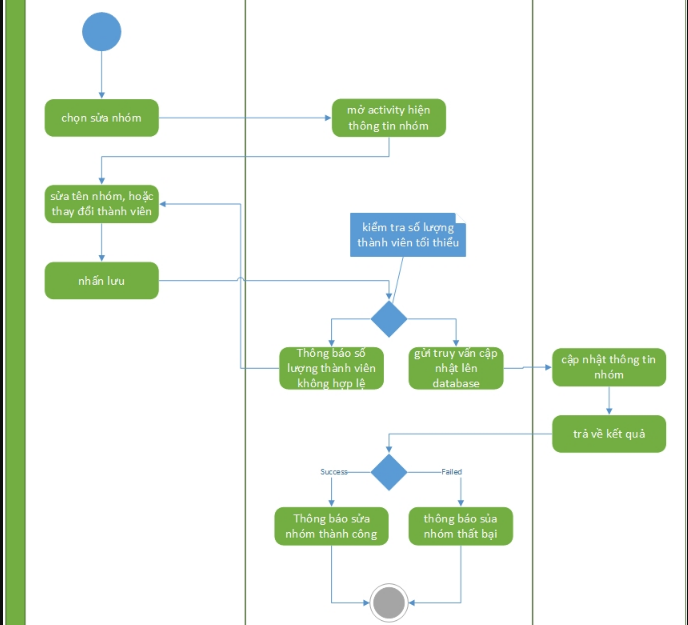 chọn sửa nhóm
mở activity hiện
thông tin nhóm
sửa tên nhóm, hoặc
thay đổi thành viên
kiểm tra số lượng
thành viên tối thiểu
nhấn lưu
Thông báo số
lượng thành viên
không hợp lệ
gửi truy vấn cập
nhật lên
database
cập nhật thông tin
nhóm
trả về kết quả
Success
Failed
Thông báo sửa
nhóm thành công
thông báo sủa
nhóm thất bại